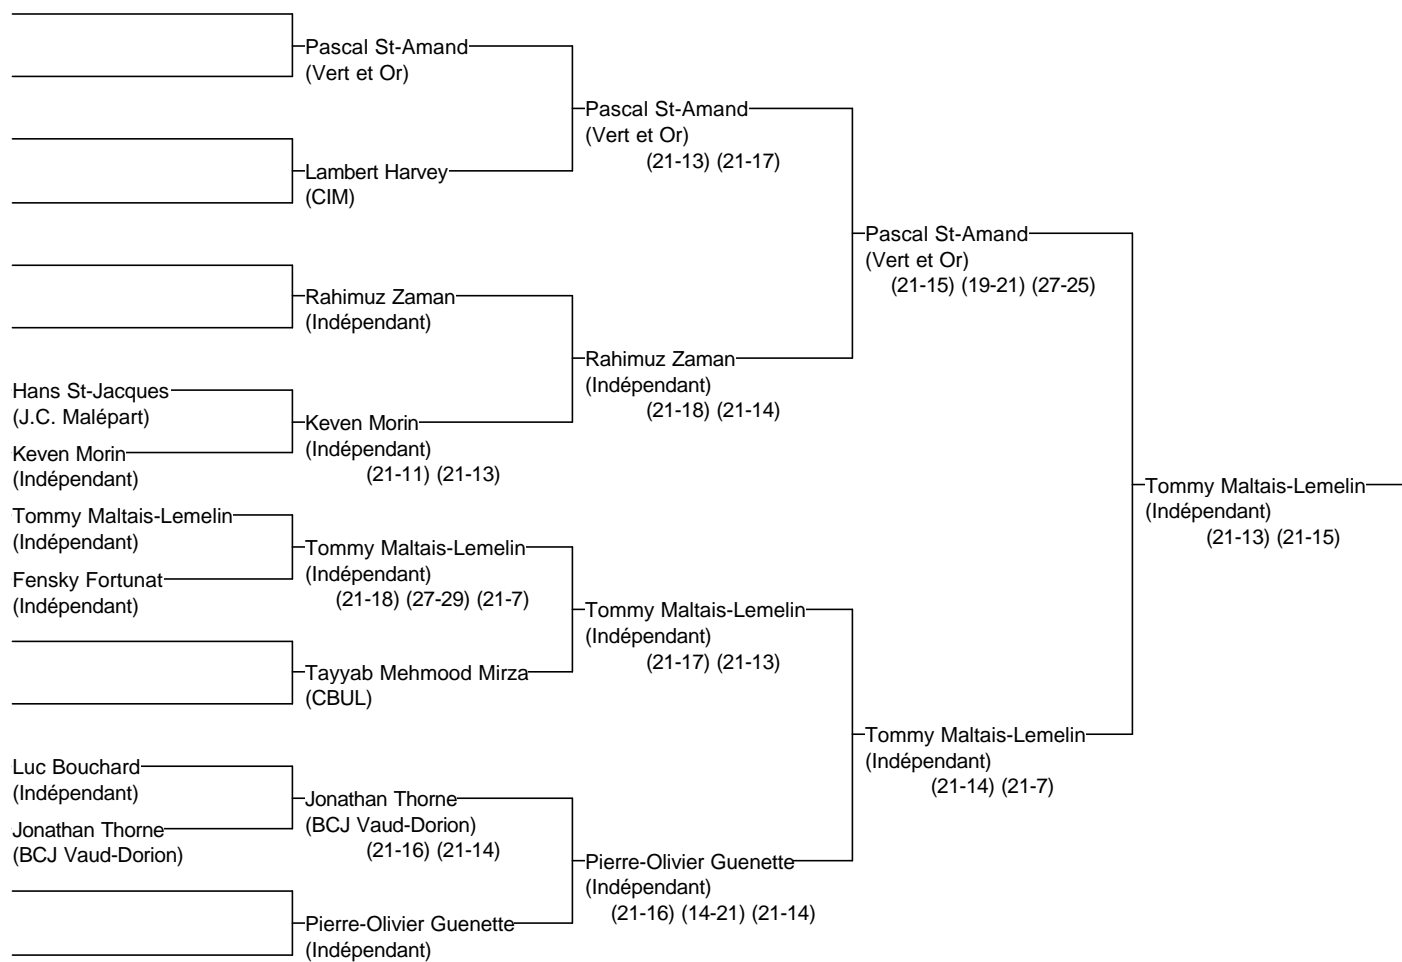 Pascal St-Amand
(Vert et Or)
Pascal St-Amand
(Vert et Or)
(21-13) (21-17)
Lambert Harvey
(CIM)
Pascal St-Amand
(Vert et Or)
(21-15) (19-21) (27-25)
Rahimuz Zaman
(Indépendant)
Rahimuz Zaman
(Indépendant)
(21-18) (21-14)
Hans St-Jacques
(J.C. Malépart)
Keven Morin
(Indépendant)
(21-11) (21-13)
Keven Morin
(Indépendant)
Tommy Maltais-Lemelin
(Indépendant)
(21-13) (21-15)
Tommy Maltais-Lemelin
(Indépendant)
Tommy Maltais-Lemelin
(Indépendant)
(21-18) (27-29) (21-7)
Fensky Fortunat
(Indépendant)
Tommy Maltais-Lemelin
(Indépendant)
(21-17) (21-13)
Tayyab Mehmood Mirza
(CBUL)
Tommy Maltais-Lemelin
(Indépendant)
(21-14) (21-7)
Luc Bouchard
(Indépendant)
Jonathan Thorne
(BCJ Vaud-Dorion)
(21-16) (21-14)
Jonathan Thorne
(BCJ Vaud-Dorion)
Pierre-Olivier Guenette
(Indépendant)
(21-16) (14-21) (21-14)
Pierre-Olivier Guenette
(Indépendant)